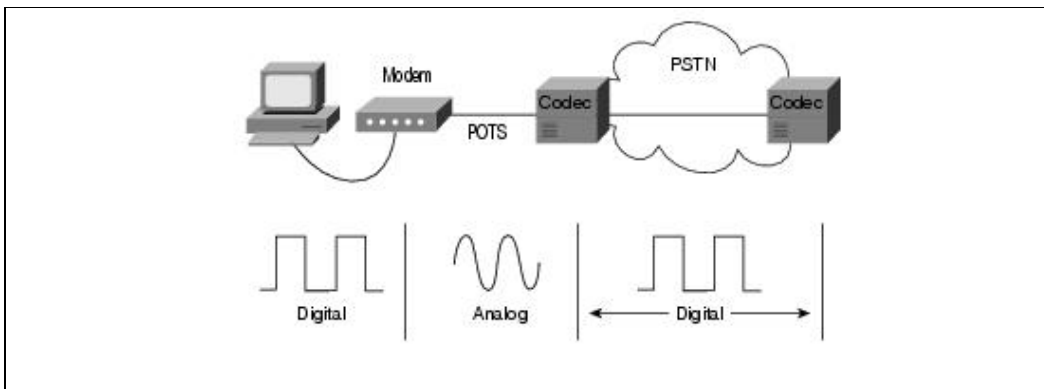 PSTN
Modem
Codec
Codec
POTS
Digital
Analog
Digital